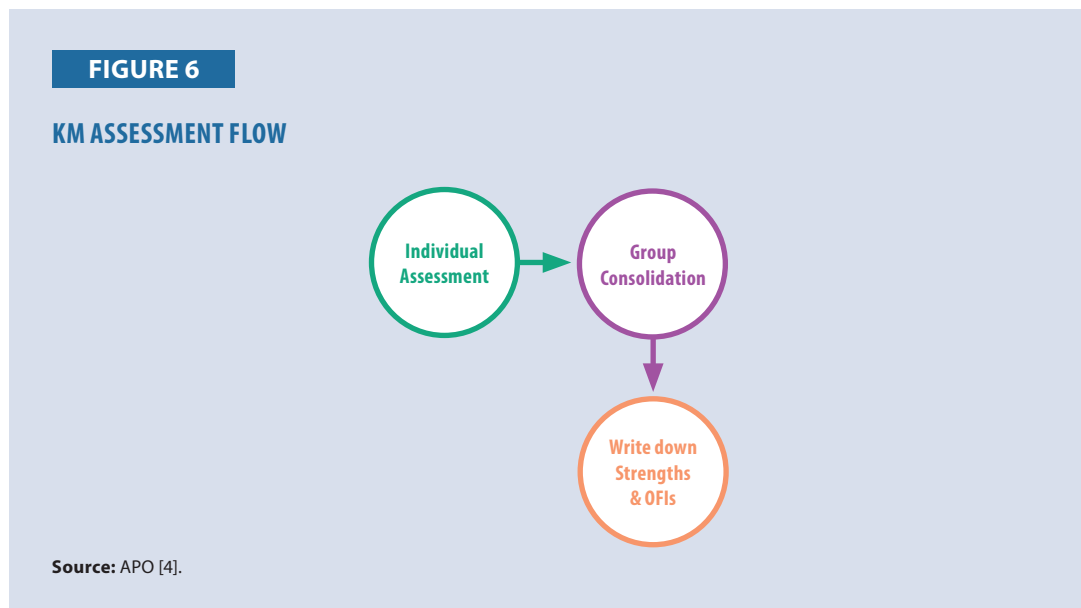 FIGURE 6
KM ASSESSMENT FLOW
Individual
Assessment
Group
Consolidation
Write down
Strengths
& OFIs
Source: APO [4].